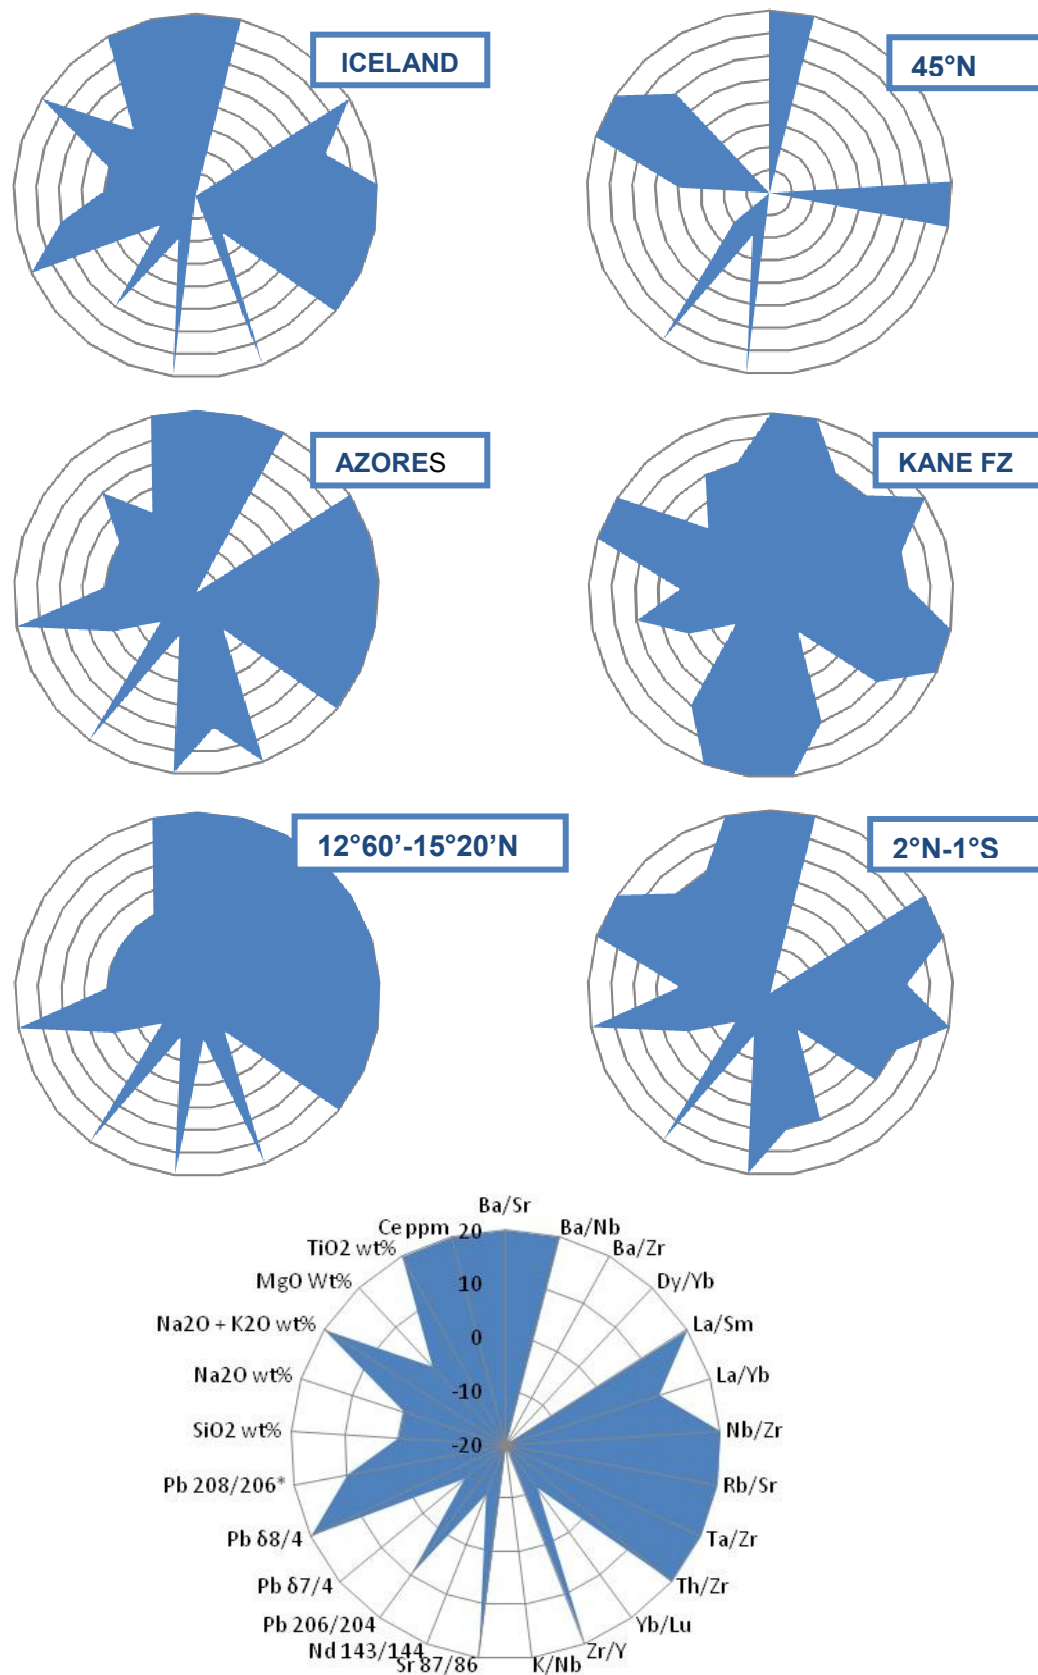 ICELAND
45°N
AZORES
KANE FZ
12°60’-15°20’N
2°N-1°S
Ba/Sr
Ce ppm
20
Ba/Nb
TiO2 wt%
Ba/Zr
MgO Wt%
10
Dy/Yb
Na2O + K2O wt%
0
La/Sm
Na2O wt%
-10
La/Yb
SiO2 wt%
-20
Nb/Zr
Pb 208/206*
Rb/Sr
Pb δ8/4
Ta/Zr
Pb δ7/4
Th/Zr
Pb 206/204
Yb/Lu
Nd 143/144
Zr/Y
Sr 87/86
K/Nb